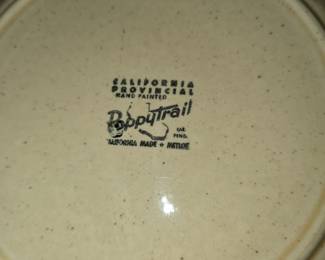 CALIFORNIA
PROVINCIAL
HAND PAINTED
PoppyTrail
CALIFORNIA MADE + METLOX